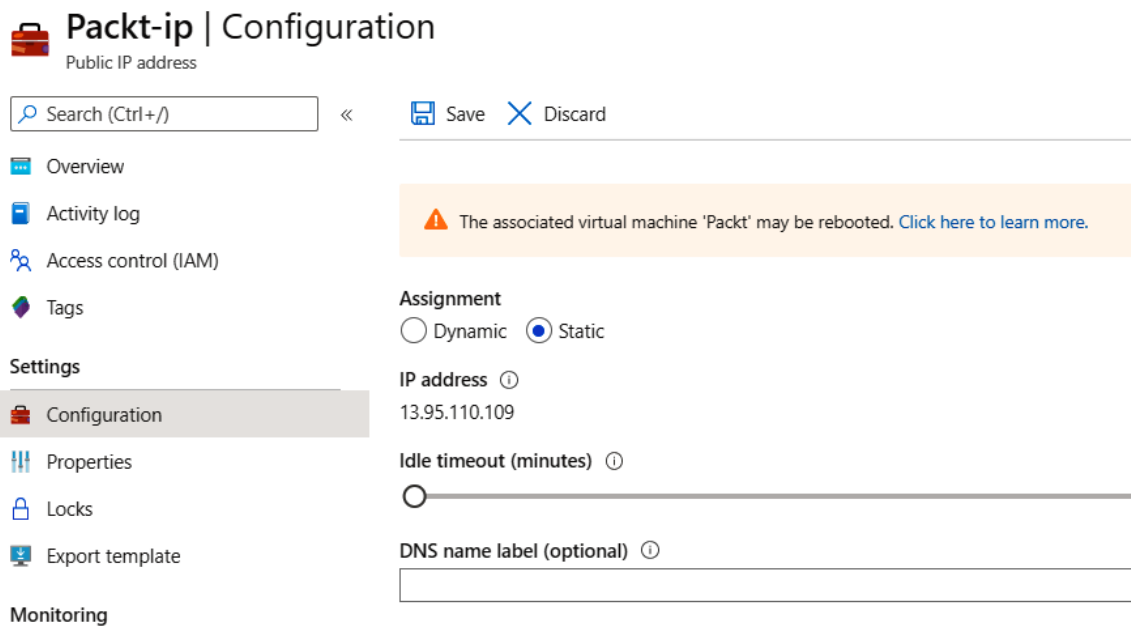 Packt-ip | Configuration
Public IP address
Search (Ctrl+/)
«
Overview
Activity log
Access control (IAM)
Tags
Settings
Configuration
Properties
Locks
Export template
Monitoring
Save
Discard
The associated virtual machine 'Packt' may be rebooted. Click here to learn more.
Assignment
Dynamic
Static
IP address
13.95.110.109
Idle timeout (minutes)
DNS name label (optional)